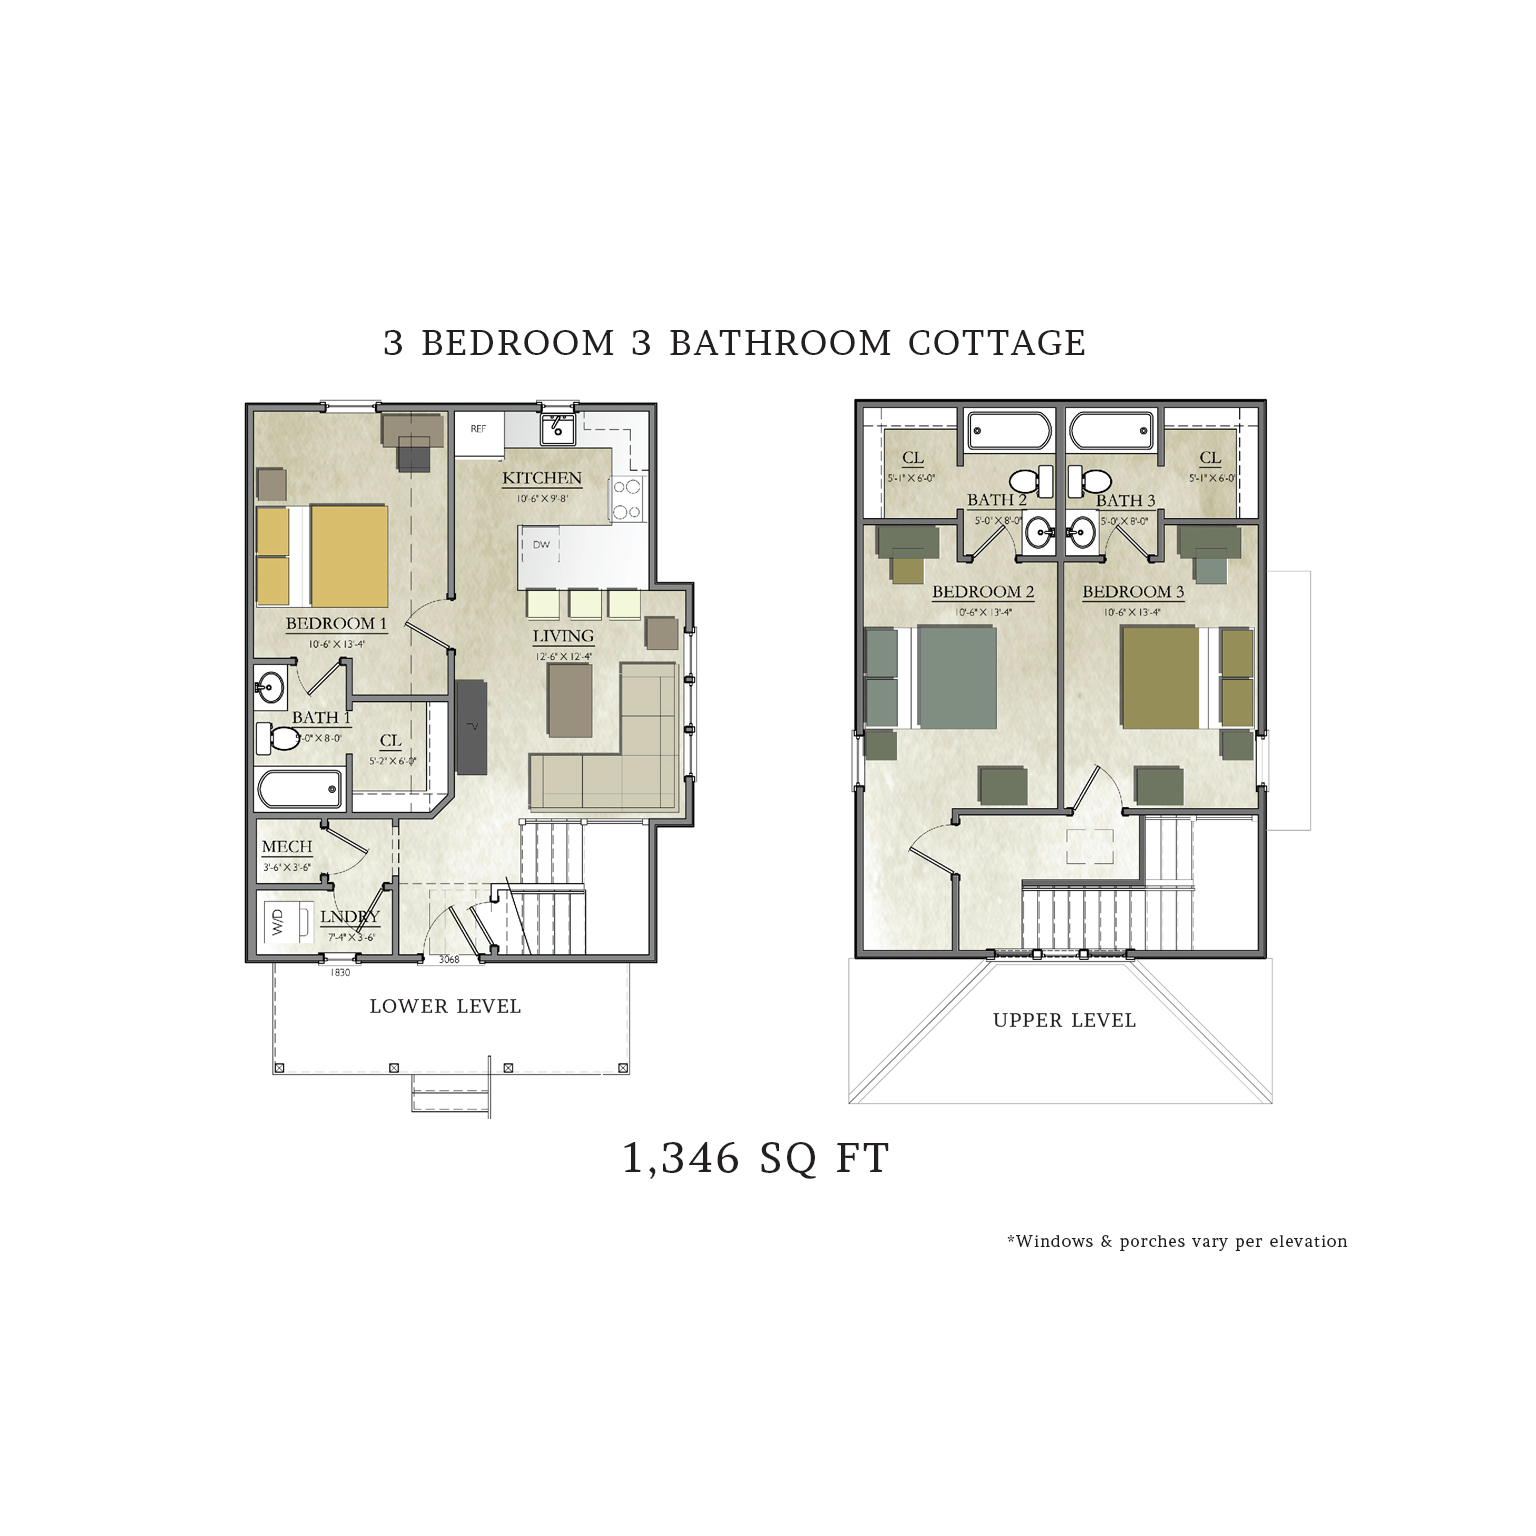 3 BEDROOM 3 BATHROOM COTTAGE
REF
KITCHEN
10'-6" X 9'-8"
DW
BEDROOM 1
10'-6" X 13'-4"
LIVING
12'-6" X 12'-4"
BATH 1
5'-0" X 8'-0"
CL
5'-2" X 6'-0"
MECH
3'-6" X 3'-6"
W/D
LNDRY
7'-4" X 3'-6"
3068
1830
LOWER LEVEL
CL
5'-1" X 6'-0"
BATH 2
5'-0" X 8'-0"
BATH 3
5'-0" X 8'-0"
CL
5'-1" X 6'-0"
BEDROOM 2
10'-6" X 13'-4"
BEDROOM 3
10'-6" X 13'-4"
UPPER LEVEL
1,346 SQ FT
*Windows & porches vary per elevation